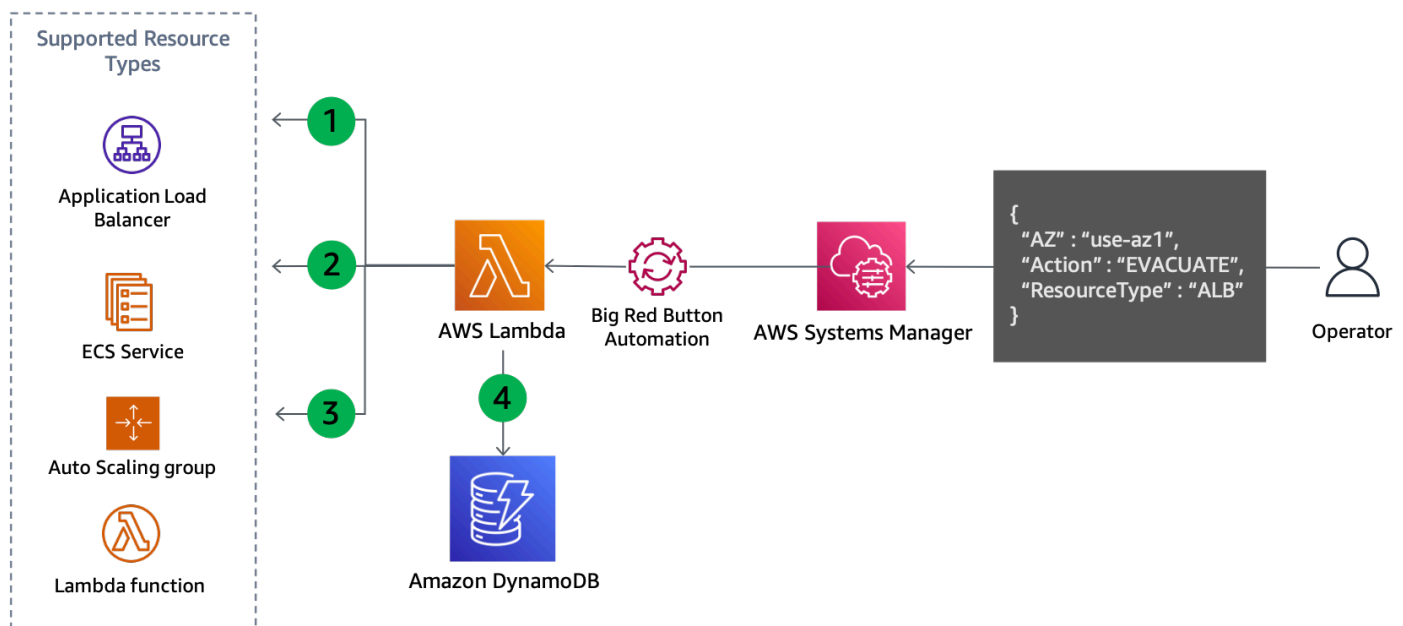 Supported Resource
Types
Application Load
Balancer
ECS Service
Auto Scaling group
Lambda function
1
2
3
4
AWS Lambda
Amazon DynamoDB
Big Red Button
Automation
AWS Systems Manager
{
“AZ” : “use-az1”,
“Action” : “EVACUATE”,
“ResourceType” : “ALB”
}
Operator